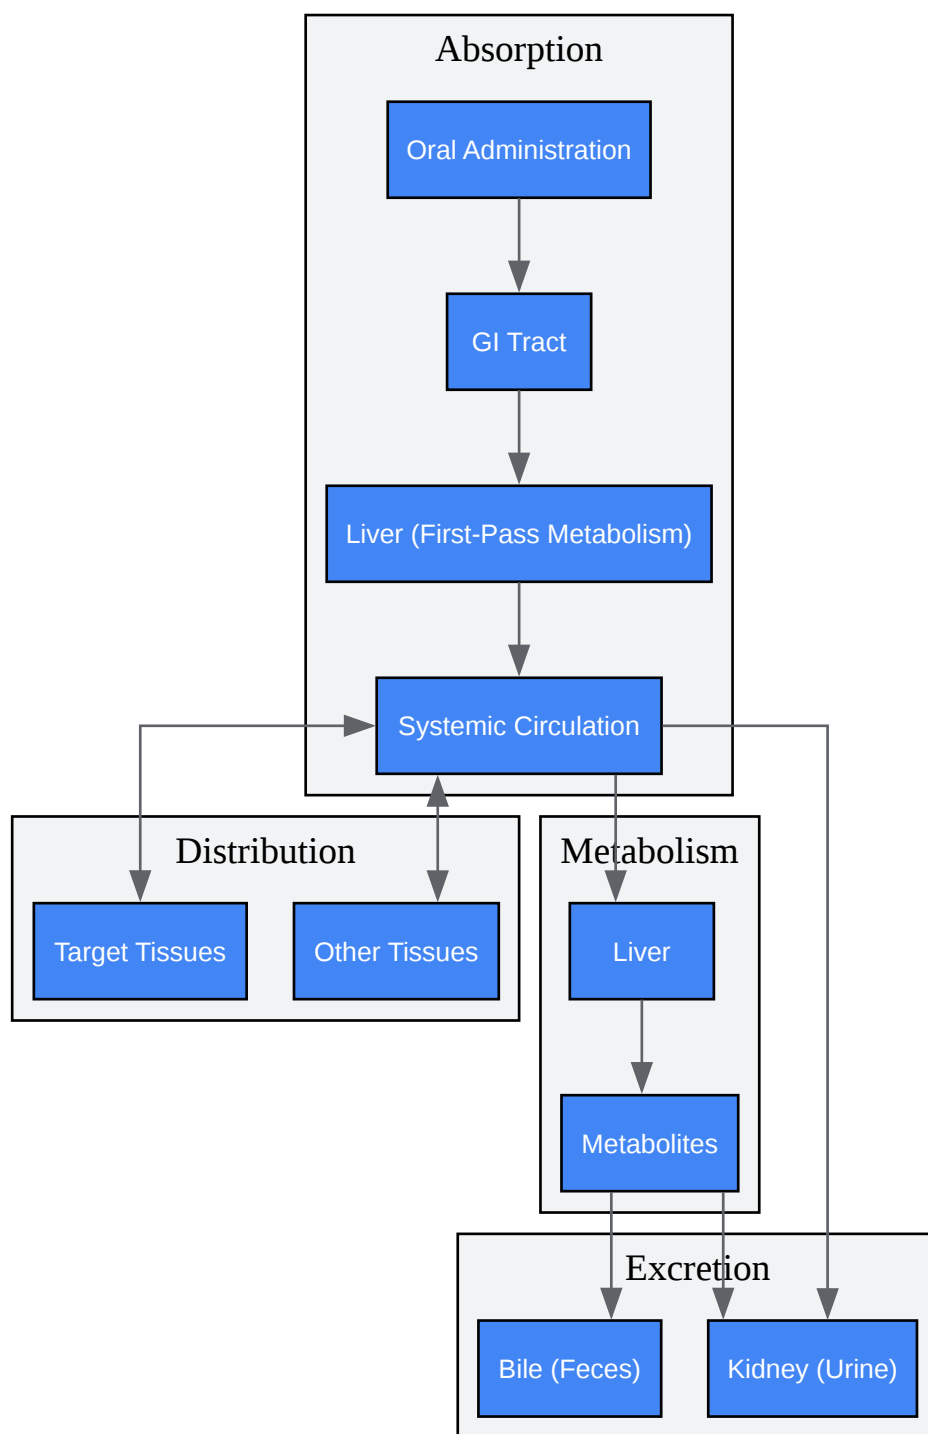 Absorption
Oral Administration
GI Tract
Liver (First-Pass Metabolism)
Systemic Circulation
Distribution
Target Tissues
Other Tissues
Metabolism
Liver
Metabolites
Excretion
Bile (Feces)
Kidney (Urine)